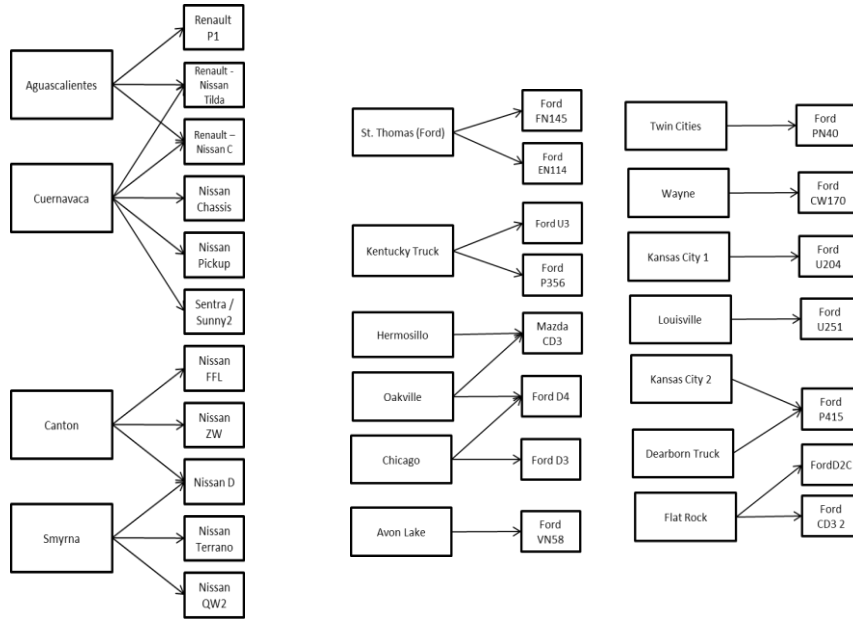 Renault
P1
Aguascalientes
Renault -
Nissan
Tilda
Renault –
Nissan C
Cuernavaca
Nissan
Chassis
Nissan
Pickup
Sentra /
Sunny2
Nissan
FFL
Canton
Nissan
ZW
Nissan D
Smyrna
Nissan
Terrano
Nissan
QW2
St. Thomas (Ford)
Ford
FN145
Ford
EN114
Kentucky Truck
Ford U3
Ford
P356
Hermosillo
Mazda
CD3
Oakville
Ford D4
Chicago
Ford D3
Avon Lake
Ford
VN58
Twin Cities
Ford
PN40
Wayne
Ford
CW170
Kansas City 1
Ford
U204
Louisville
Ford
U251
Kansas City 2
Ford
P415
Dearborn Truck
FordD2C
Flat Rock
Ford
CD3 2